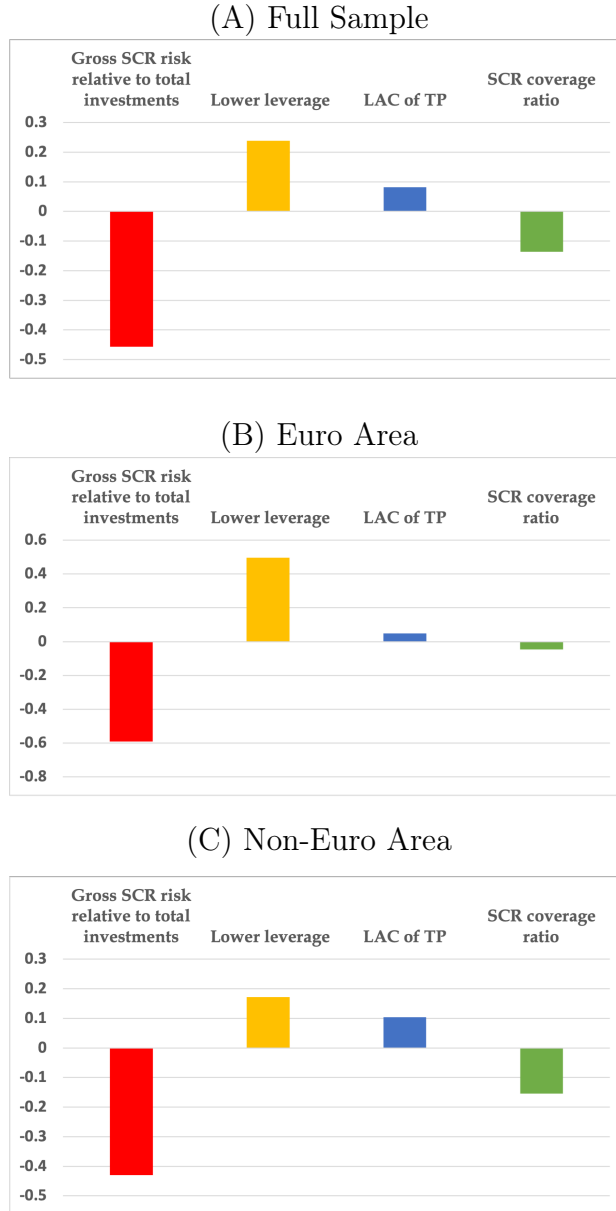 (A) Full Sample
Gross SCR risk
relative to total
investments
Lower leverage
LAC of TP
SCR coverage
ratio
0.3
0.2
0.1
0
-0.1
-0.2
-0.3
-0.4
-0.5
(B) Euro Area
Gross SCR risk
relative to total
investments
Lower leverage
LAC of TP
SCR coverage
ratio
0.6
0.4
0.2
0
-0.2
-0.4
-0.6
-0.8
(C) Non-Euro Area
Gross SCR risk
relative to total
investments
Lower leverage
LAC of TP
SCR coverage
ratio
0.3
0.2
0.1
0
-0.1
-0.2
-0.3
-0.4
-0.5